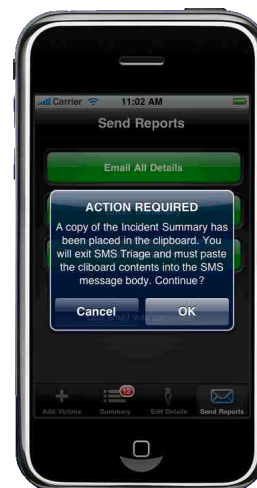 Carrier 11:02 AM
Send Reports
Email All Details
ACTION REQUIRED
A copy of the Incident Summary has
been placed in the clipboard. You
will exit SMS Triage and must paste
the cliboard contents into the SMS
message body. Continue?
Cancel OK
12
Add Victims Summary Edit Details Send Reports